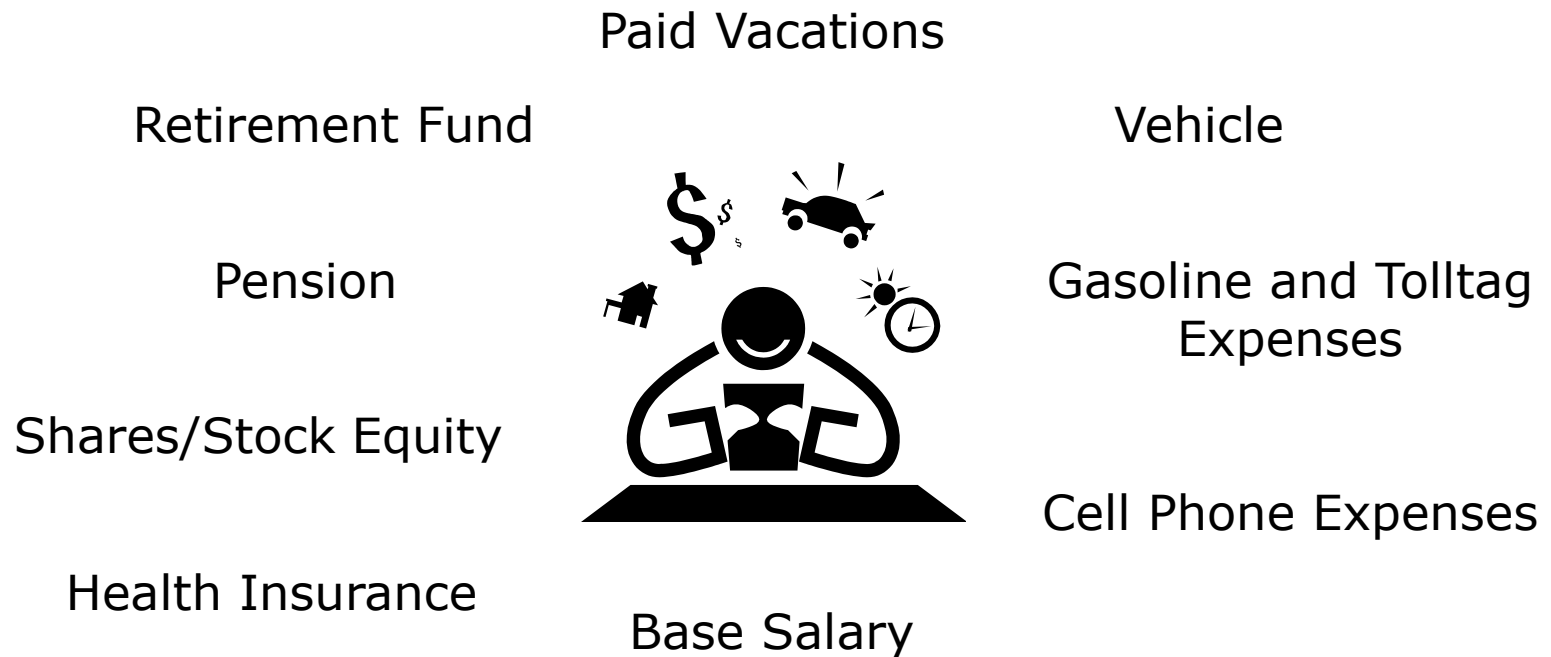 Paid Vacations
Retirement Fund
Vehicle
Pension
Gasoline and Tolltag
Expenses
Shares/Stock Equity
Cell Phone Expenses
Health Insurance
Base Salary
$
$
$